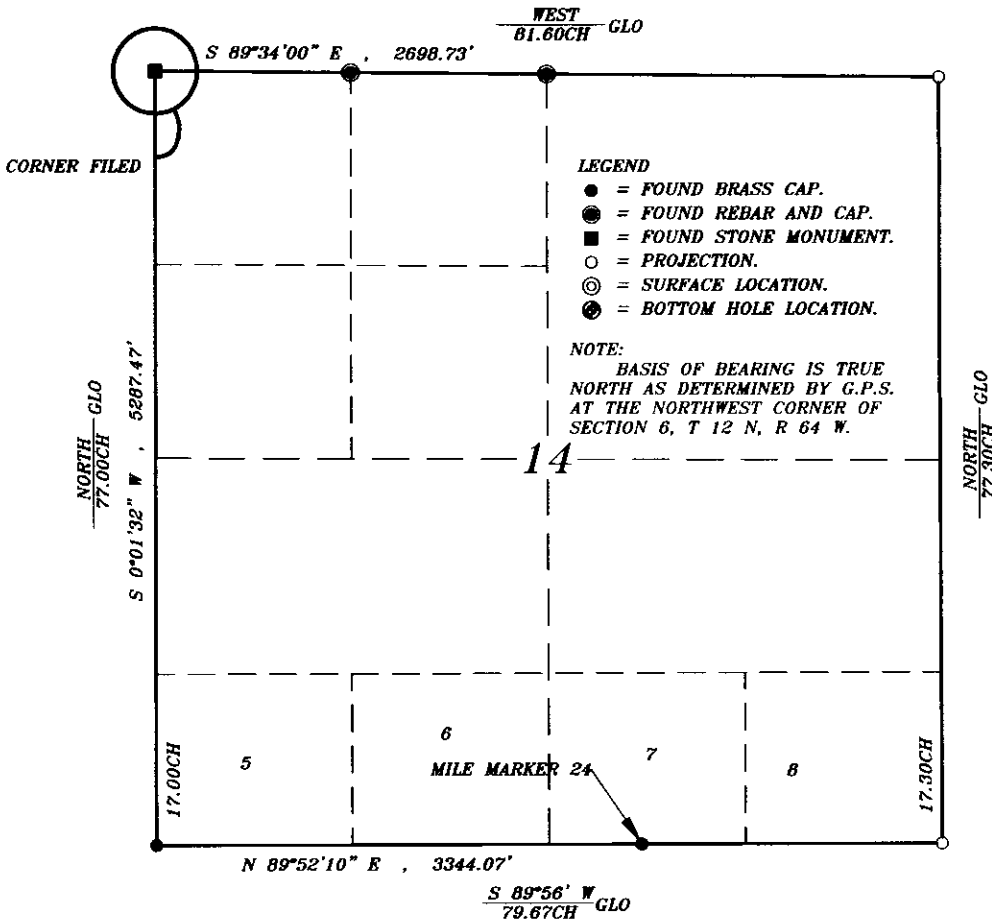 WEST
81.60CH GLO
S 89°34'00" E , 2698.73'
CORNER FILED
LEGEND
= FOUND BRASS CAP.
= FOUND REBAR AND CAP.
= FOUND STONE MONUMENT.
= PROJECTION.
= SURFACE LOCATION.
= BOTTOM HOLE LOCATION.
NOTE:
BASIS OF BEARING IS TRUE
NORTH AS DETERMINED BY G.P.S.
AT THE NORTHWEST CORNER OF
SECTION 6, T 12 N, R 64 W.
NORTH GLO
77.00CH
S 0°01'32" W , 5287.47'
14
NORTH GLO
77.30CH
17.00CH
5
6
7
8
MILE MARKER 24
17.30CH
N 89°52'10" E , 3344.07'
S 89°56' W GLO
79.67CH